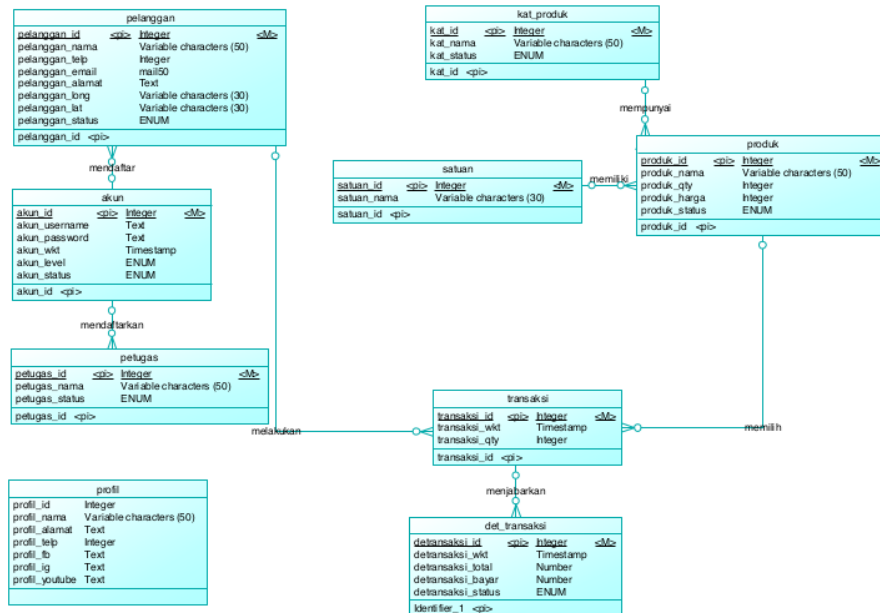 pelanggan
pelanggan_id <pi> Integer <M>
pelanggan_nama Variable characters (50)
pelanggan_telp Integer
pelanggan_email mail50
pelanggan_alamat Text
pelanggan_long Variable characters (30)
pelanggan_lat Variable characters (30)
pelanggan_status ENUM
pelanggan_id <pi>
mendaftar
akun
akun_id <pi> Integer <M>
akun_username Text
akun_password Text
akun_wkt Timestamp
akun_level ENUM
akun_status ENUM
akun_id <pi>
mendaftarkan
petugas
petugas_id <pi> Integer <M>
petugas_nama Variable characters (50)
petugas_status ENUM
petugas_id <pi>
profil
profil_id Integer
profil_nama Variable characters (50)
profil_alamat Text
profil_telp Integer
profil_fb Text
profil_ig Text
profil_youtube Text
kat_produk
kat_id <pi> Integer <M>
kat_nama Variable characters (50)
kat_status ENUM
kat_id <pi>
mempunyai
satuan
satuan_id <pi> Integer <M>
satuan_nama Variable characters (30)
satuan_id <pi>
memiliki
produk
produk_id <pi> Integer <M>
produk_nama Variable characters (50)
produk_qty Integer
produk_harga Integer
produk_status ENUM
produk_id <pi>
melakukan
memilih
transaksi
transaksi_id <pi> Integer <M>
transaksi_wkt Timestamp
transaksi_qty Integer
transaksi_id <pi>
menjabarkan
det_transaksi
detransaksi_id <pi> Integer <M>
detransaksi_wkt Timestamp
detransaksi_total Number
detransaksi_bayar Number
detransaksi_status ENUM
Identifier_1 <pi>